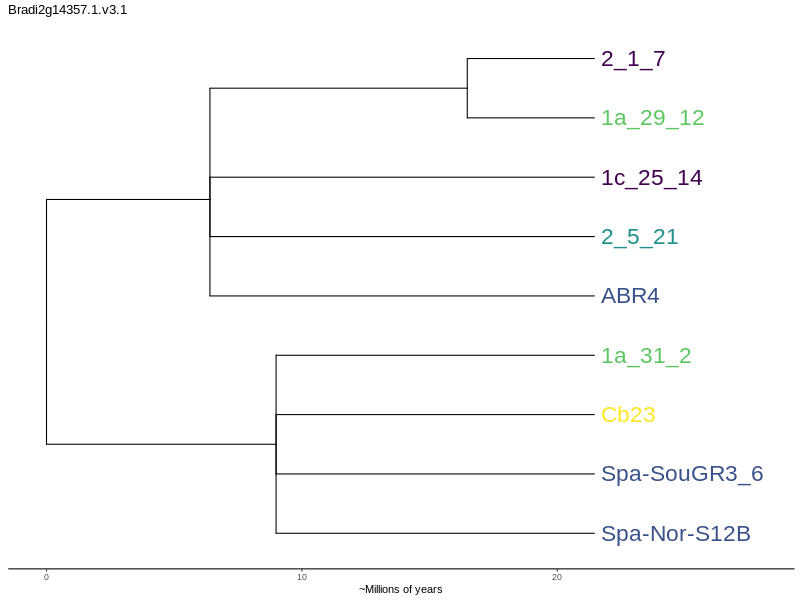 Bradi2g14357.1.v3.1
2_1_7
1a_29_12
1c_25_14
2_5_21
ABR4
1a_31_2
Cb23
Spa-SouGR3_6
Spa-Nor-S12B
0 10 20
~Millions of years